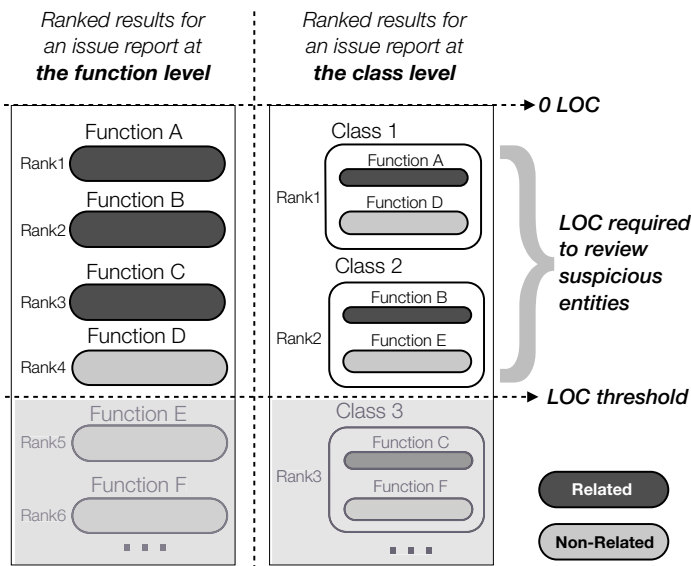 Ranked results for
an issue report at
the function level
Ranked results for
an issue report at
the class level
0 LOC
Function A
Rank1
Function B
Rank2
Function C
Rank3
Function D
Rank4
Function E
Rank5
Function F
Rank6
Class 1
Rank1
Function A
Function D
Class 2
Rank2
Function B
Function E
Class 3
Rank3
Function C
Function F
LOC required
to review
suspicious
entities
LOC threshold
Related
Non-Related